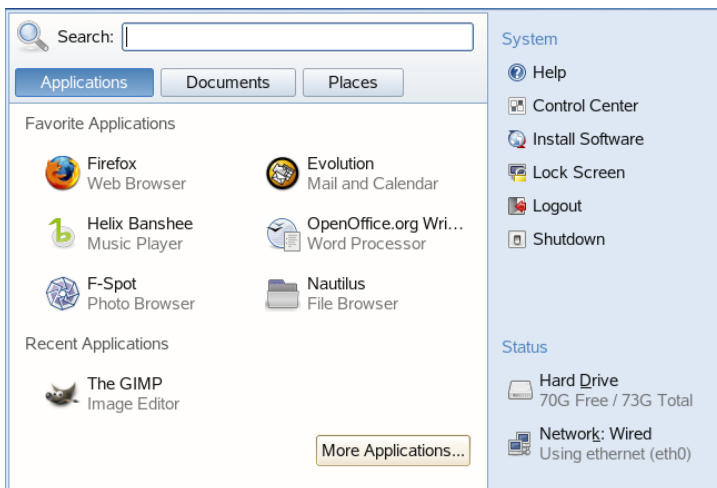 Search:
Applications
Documents
Places
Favorite Applications
Firefox
Web Browser
Evolution
Mail and Calendar
Helix Banshee
Music Player
OpenOffice.org Wri...
Word Processor
F-Spot
Photo Browser
Nautilus
File Browser
Recent Applications
The GIMP
Image Editor
More Applications...
System
Help
Control Center
Install Software
Lock Screen
Logout
Shutdown
Status
Hard Drive
70G Free / 73G Total
Network: Wired
Using ethernet (eth0)